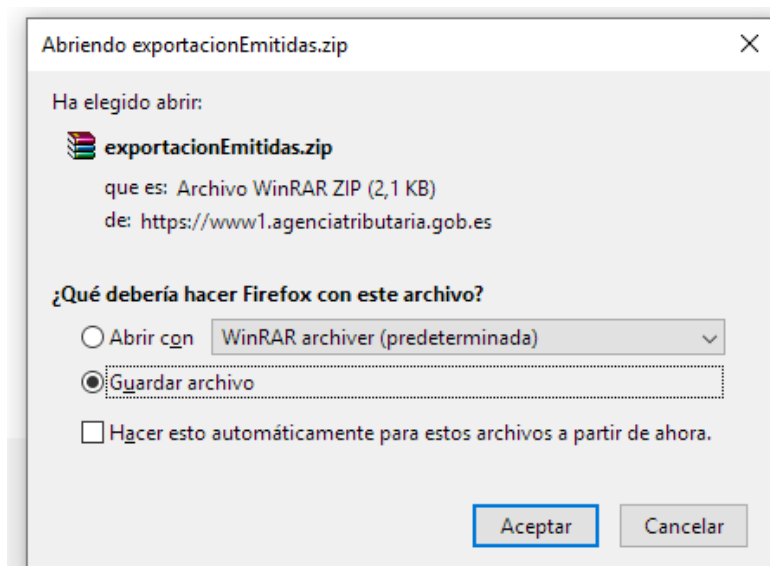 Abriendo exportacionEmitidas.zip
Ha elegido abrir:
exportacionEmitidas.zip
que es: Archivo WinRAR ZIP (2,1 KB)
de: https://www1.agenciatributaria.gob.es
¿Qué debería hacer Firefox con este archivo?
Abrir con WinRAR archiver (predeterminada)
Guardar archivo
Hacer esto automáticamente para estos archivos a partir de ahora.
Aceptar Cancelar